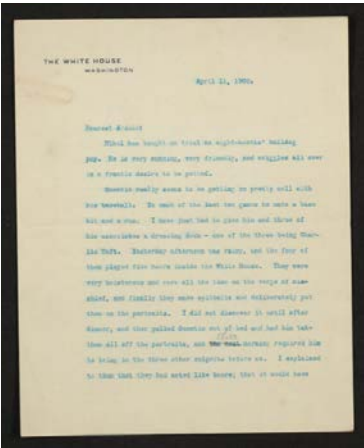 THE WHITE HOUSE
WASHINGTON
April 11, 1908.
Dearest Archie:
Ethel has bought on trial an eight-months' bulldog
pup. He is very cunning, very friendly, and wriggles all over
in a frantic desire to be petted.
Quentin really seems to be getting on pretty well with
his baseball. In each of the last two games he made a base
hit and a run. I have just had to give him and three of
his associates a dressing down - one of the three being Char-
lie Taft. Yesterday afternoon was rainy, and the four of
them played five hours inside the White House. They were
very boisterous and were all the time on the verge of mis-
chief, and finally they made spitballs and deliberately put
them on the portraits. I did not discover it until after
dinner, and then pulled Quentin out of bed and had him take
them all off the portraits, and this morning required him
to bring in the three other culprits before me. I explained
to them that they had acted like boors; that it would have